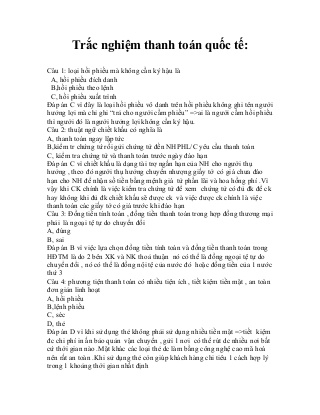 Trắc nghiệm thanh toán quốc tế:
Câu 1: loại hối phiếu mà không cần ký hậu là
A, hối phiếu đích danh
B,hối phiếu theo lệnh
C, hối phiếu xuất trình
Đáp án C vì đây là loại hối phiếu vô danh trên hối phiếu không ghi tên người
hưởng lợi mà chỉ ghi “trả cho người cầm phiếu” =>ai là người cầm hối phiếu
thì người đó là người hưởng lợi không cần ký hậu.
Câu 2: thuật ngữ chiết khấu có nghĩa là
A, thanh toán ngay lập tức
B,kiểm tr chứng từ rồi gửi chứng từ đến NHPHL/C yêu cầu thanh toán
C, kiểm tra chứng từ và thanh toán trước ngày đáo hạn
Đáp án C vì chiết khấu là dạng tài trợ ngắn hạn của NH cho người thụ
hưởng , theo đó người thụ hưởng chuyển nhượng giấy tờ có giá chưa đáo
hạn cho NH để nhận số tiền bằng mệnh giá từ phần lãi và hoa hồng phí .Vì
vậy khi CK chính là việc kiểm tra chứng từ để xem chứng từ có đủ đk để ck
hay không khi đủ đk chiết khấu sẽ được ck và việc được ck chính là việc
thanh toán các giấy tờ có giá trước khi đáo hạn
Câu 3: Đồng tiền tính toán , đồng tiền thanh toán trong hợp đồng thương mại
phải là ngoại tệ tự do chuyển đổi
A, đúng
B, sai
Đáp án B vì việc lựa chọn đồng tiền tính toán và đồng tiền thanh toán trong
HĐTM là do 2 bên XK và NK thoả thuận nó có thể là đồng ngoại tệ tự do
chuyển đổi , nó có thể là đồng nội tệ của nước đó hoặc đồng tiền của 1 nước
thứ 3
Câu 4: phương tiện thanh toán có nhiều tiện ích , tiết kiệm tiền mặt , an toàn
đơn giản linh hoạt
A, hối phiếu
B,lệnh phiếu
C, séc
D, thẻ
Đáp án D vì khi sử dụng thẻ không phải sử dụng nhiều tiền mặt =>tiết kiệm
đc chi phí in ấn bảo quản vận chuyển , gửi 1 nơi có thể rút đc nhiều nơi bất
cứ thời gian nào .Mặt khác các loại thẻ đc làm bằng công nghệ cao mã hoá
nên rất an toàn .Khi sử dụng thẻ còn giúp khách hàng chi tiêu 1 cách hợp lý
trong 1 khoảng thời gian nhất định